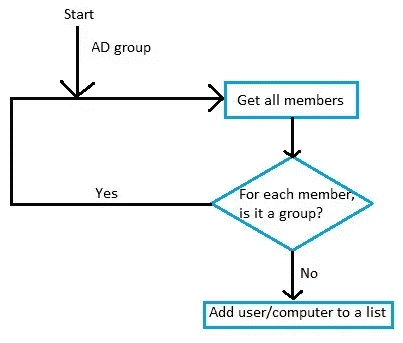 Start
AD group
Get all members
For each member,
is it a group?
Yes
No
Add user/computer to a list